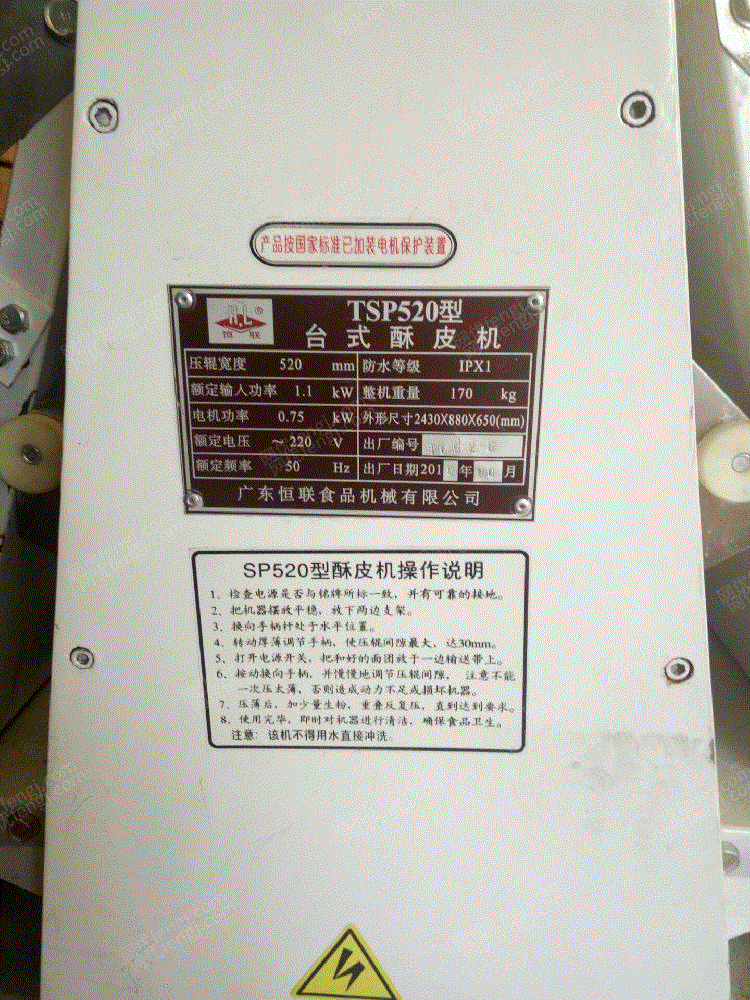 产品按国家标准已加装电机保护装置
H.L ®
恒联
TSP520型
台式酥皮机
压辊宽度 520 mm 防水等级 IPX1
额定输入功率 1.1 kW 整机重量 170 kg
电机功率 0.75 kW 外形尺寸2430X880X650(mm)
额定电压 ~220 V 出厂编号
额定频率 50 Hz 出厂日期201 年 月
广东恒联食品机械有限公司
SP520型酥皮机操作说明
1、检查电源是否与铭牌所标一致，并有可靠的接地。
2、把机器摆放平稳，放下两边支架。
3、换向手柄杆处于水平位置。
4、转动厚薄调节手柄，使压辊间隙最大，达30mm。
5、打开电源开关，把和好的面团放于一边输送带上。
6、按动换向手柄，并慢慢地调节压辊间隙，注意不能
一次压太薄，否则造成动力不足或损坏机器。
7、压薄后，加少量生粉，重叠反复压，直到达到要求。
8、使用完毕，即时对机器进行清洁，确保食品卫生。
注意：该机不得用水直接冲洗。